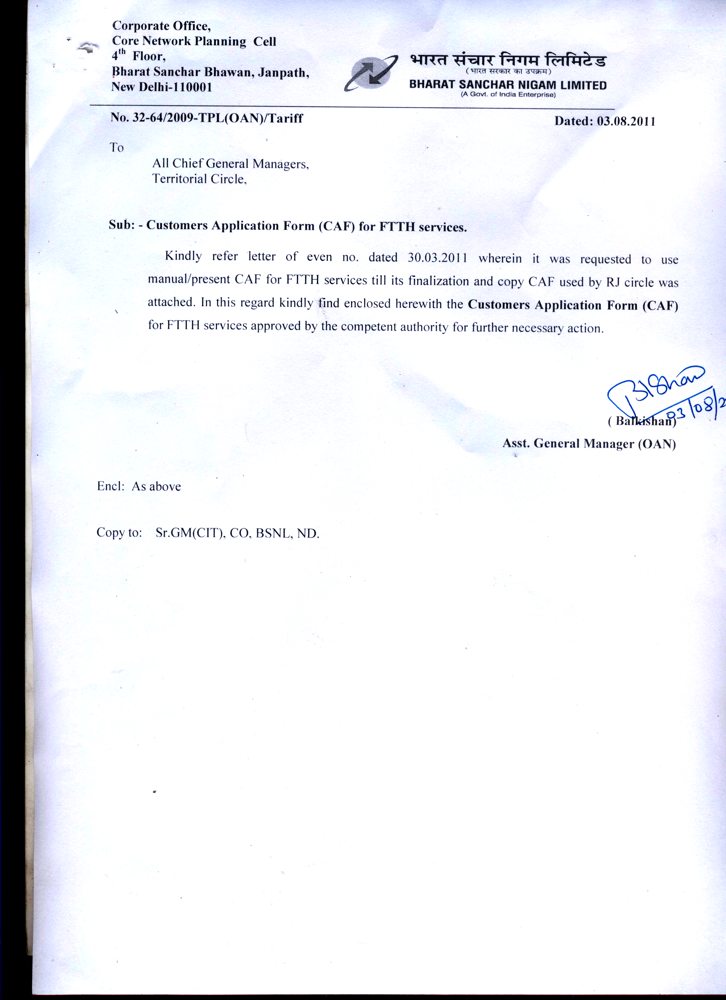 Corporate Office,
Core Network Planning Cell
4th Floor,
Bharat Sanchar Bhawan, Janpath,
New Delhi-110001
भारत संचार निगम लिमिटेड
(भारत सरकार का उपक्रम)
BHARAT SANCHAR NIGAM LIMITED
(A Govt. of India Enterprise)
No. 32-64/2009-TPL(OAN)/Tariff
Dated: 03.08.2011
To
All Chief General Managers,
Territorial Circle,
Sub: - Customers Application Form (CAF) for FTTH services.
Kindly refer letter of even no. dated 30.03.2011 wherein it was requested to use
manual/present CAF for FTTH services till its finalization and copy CAF used by RJ circle was
attached. In this regard kindly find enclosed herewith the Customers Application Form (CAF)
for FTTH services approved by the competent authority for further necessary action.
03/08/2
( Balkishan)
Asst. General Manager (OAN)
Encl: As above
Copy to: Sr.GM(CIT), CO, BSNL, ND.